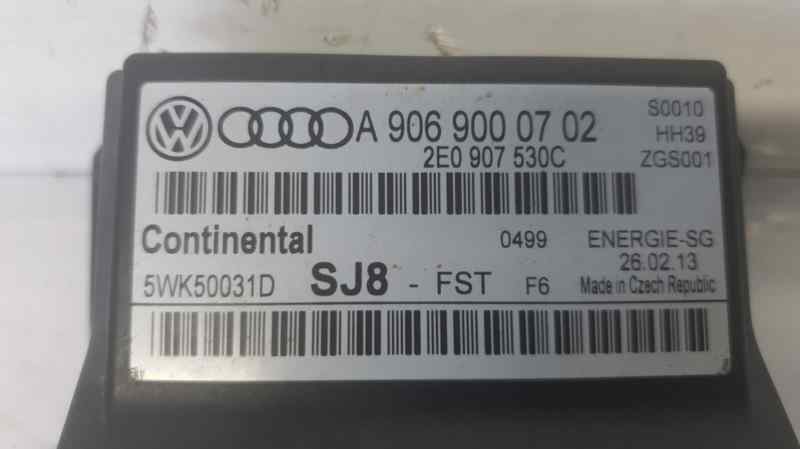 A 906 900 07 02
2E0 907 530C
S0010
HH39
ZGS001
Continental
0499
ENERGIE-SG
26.02.13
5WK50031D
SJ8 - FST F6
Made in Czech Republic